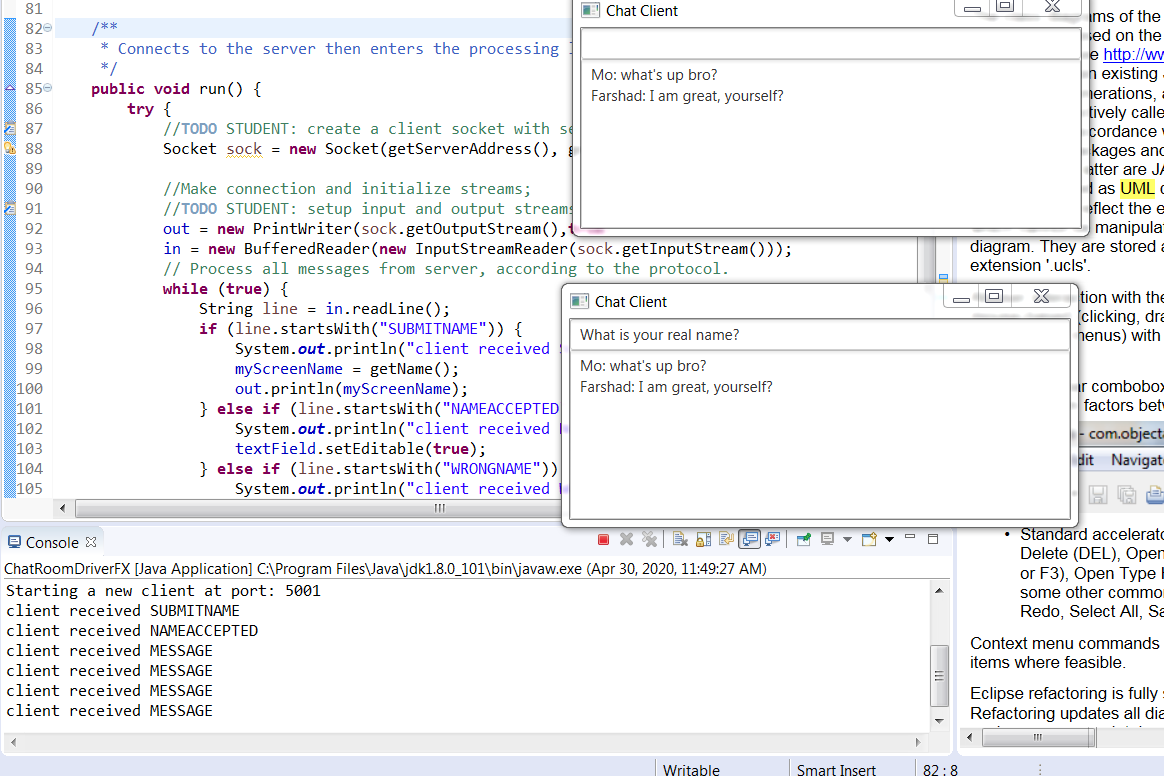 81
82 /**
83 * Connects to the server then enters the processing
84 */
85 public void run() {
86 try {
87 //TODO STUDENT: create a client socket with se
88 Socket sock = new Socket(getServerAddress(), g
89
90 //Make connection and initialize streams;
91 //TODO STUDENT: setup input and output streams
92 out = new PrintWriter(sock.getOutputStream(),
93 in = new BufferedReader(new InputStreamReader(sock.getInputStream()));
94 // Process all messages from server, according to the protocol.
95 while (true) {
96 String line = in.readLine();
97 if (line.startsWith("SUBMITNAME")) {
98 System.out.println("client received
99 myScreenName = getName();
100 out.println(myScreenName);
101 } else if (line.startsWith("NAMEACCEPTED
102 System.out.println("client received
103 textField.setEditable(true);
104 } else if (line.startsWith("WRONGNAME"))
105 System.out.println("client received
Chat Client
Mo: what's up bro?
Farshad: I am great, yourself?
Chat Client
What is your real name?
Mo: what's up bro?
Farshad: I am great, yourself?
Console
ChatRoomDriverFX [Java Application] C:\Program Files\Java\jdk1.8.0_101\bin\javaw.exe (Apr 30, 2020, 11:49:27 AM)
Starting a new client at port: 5001
client received SUBMITNAME
client received NAMEACCEPTED
client received MESSAGE
client received MESSAGE
client received MESSAGE
client received MESSAGE
Writable Smart Insert 82 : 8
ams of the
sed on the
e http://ww
n existing
nerations, a
tively calle
cordance w
kages and
atter are JA
d as UML
eflect the e
manipulat
diagram. They are stored a
extension '.ucls'.
tion with the
(clicking, dra
menus) with
ar combobox
factors betw
- com.objecta
dit Navigat
• Standard accelerato
Delete (DEL), Open
or F3), Open Type
some other commo
Redo, Select All, Sa
Context menu commands
items where feasible.
Eclipse refactoring is fully
Refactoring updates all dia